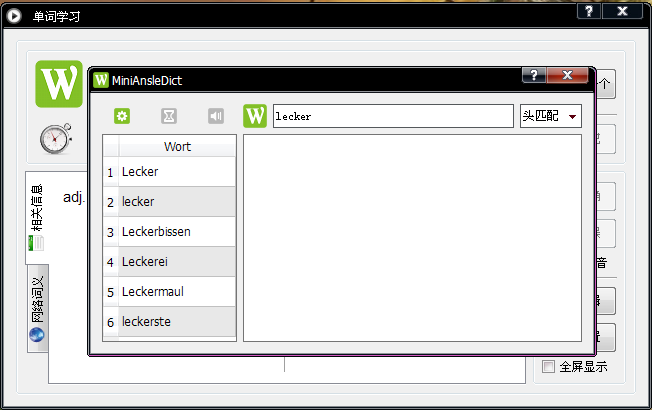 单词学习
MiniAnsleDict
W
W
lecker
头匹配
个
Wort
1 Lecker
2 lecker
3 Leckerbissen
4 Leckerei
5 Leckermaul
6 leckerste
相关信息
adj.
网络词义
音
全屏显示